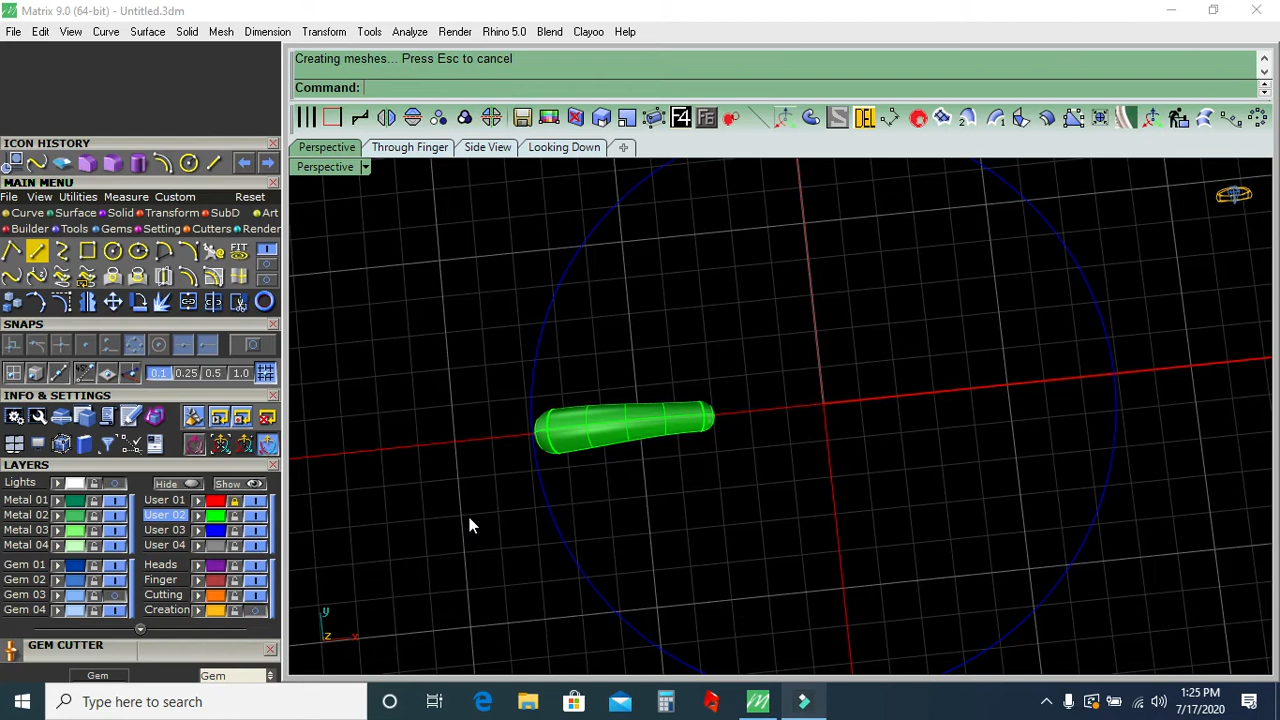 Matrix 9.0 (64-bit) - Untitled.3dm
File Edit View Curve Surface Solid Mesh Dimension Transform Tools Analyze Render Rhino 5.0 Blend Clayoo Help
Creating meshes... Press Esc to cancel
Command:
F4 F6 S DEL
ICON HISTORY
Perspective Through Finger Side View Looking Down
Perspective
MAIN MENU
File View Utilities Measure Custom Reset
Curve Surface Solid Transform SubD Art
Builder Tools Gems Setting Cutters Render
FIT
SNAPS
0.1 0.25 0.5 1.0
INFO & SETTINGS
LAYERS
Lights Hide Show
Metal 01 User 01
Metal 02 User 02
Metal 03 User 03
Metal 04 User 04
Gem 01 Heads
Gem 02 Finger
Gem 03 Cutting
Gem 04 Creation
y
z x
GEM CUTTER
Gem Gem
Type here to search
1:25 PM
7/17/2020